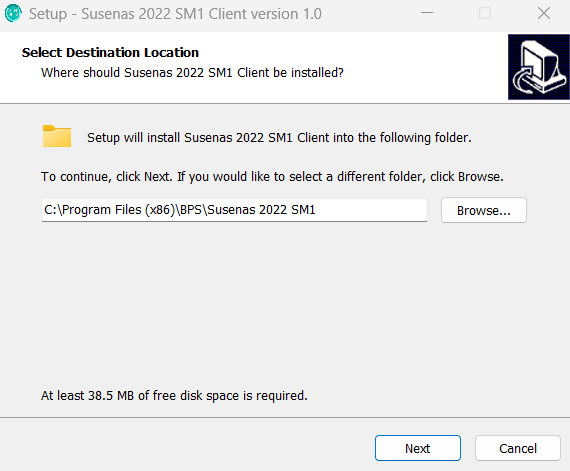 Setup - Susenas 2022 SM1 Client version 1.0
Select Destination Location
Where should Susenas 2022 SM1 Client be installed?
Setup will install Susenas 2022 SM1 Client into the following folder.
To continue, click Next. If you would like to select a different folder, click Browse.
C:\Program Files (x86)\BPS\Susenas 2022 SM1
Browse...
At least 38.5 MB of free disk space is required.
Next
Cancel